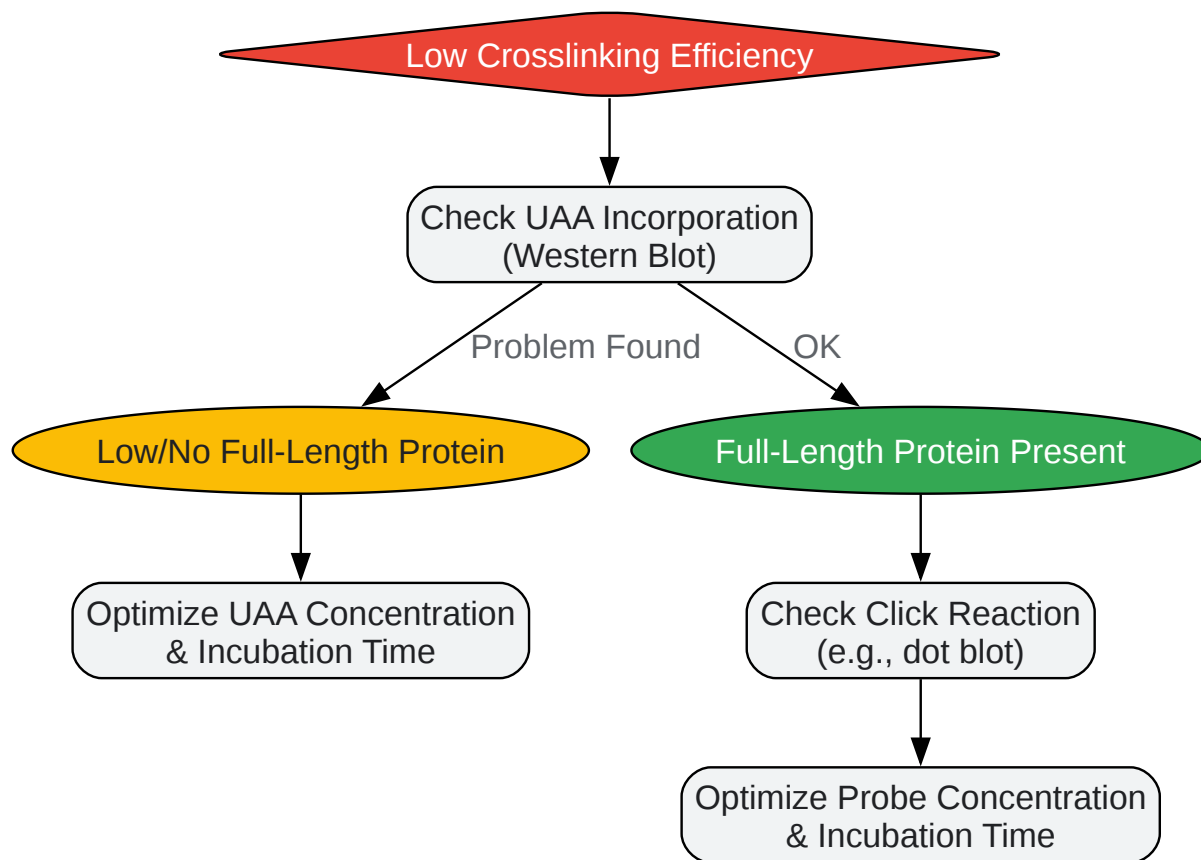 Low Crosslinking Efficiency
Check UAA Incorporation
(Western Blot)
Problem Found
OK
Low/No Full-Length Protein
Full-Length Protein Present
Optimize UAA Concentration
& Incubation Time
Check Click Reaction
(e.g., dot blot)
Optimize Probe Concentration
& Incubation Time